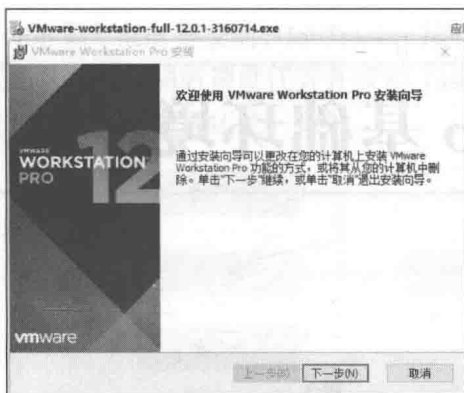 VMware-workstation-full-12.0.1-3160714.exe
VMware Workstation Pro 安装
欢迎使用 VMware Workstation Pro 安装向导
通过安装向导可以更改在您的计算机上安装 VMware
Workstation Pro 功能的方式，或将其从您的计算机中删
除。单击“下一步”继续，或单击“取消”退出安装向导。
VMWARE
WORKSTATION
PRO
12
vmware
上一步(B) 下一步(N) 取消